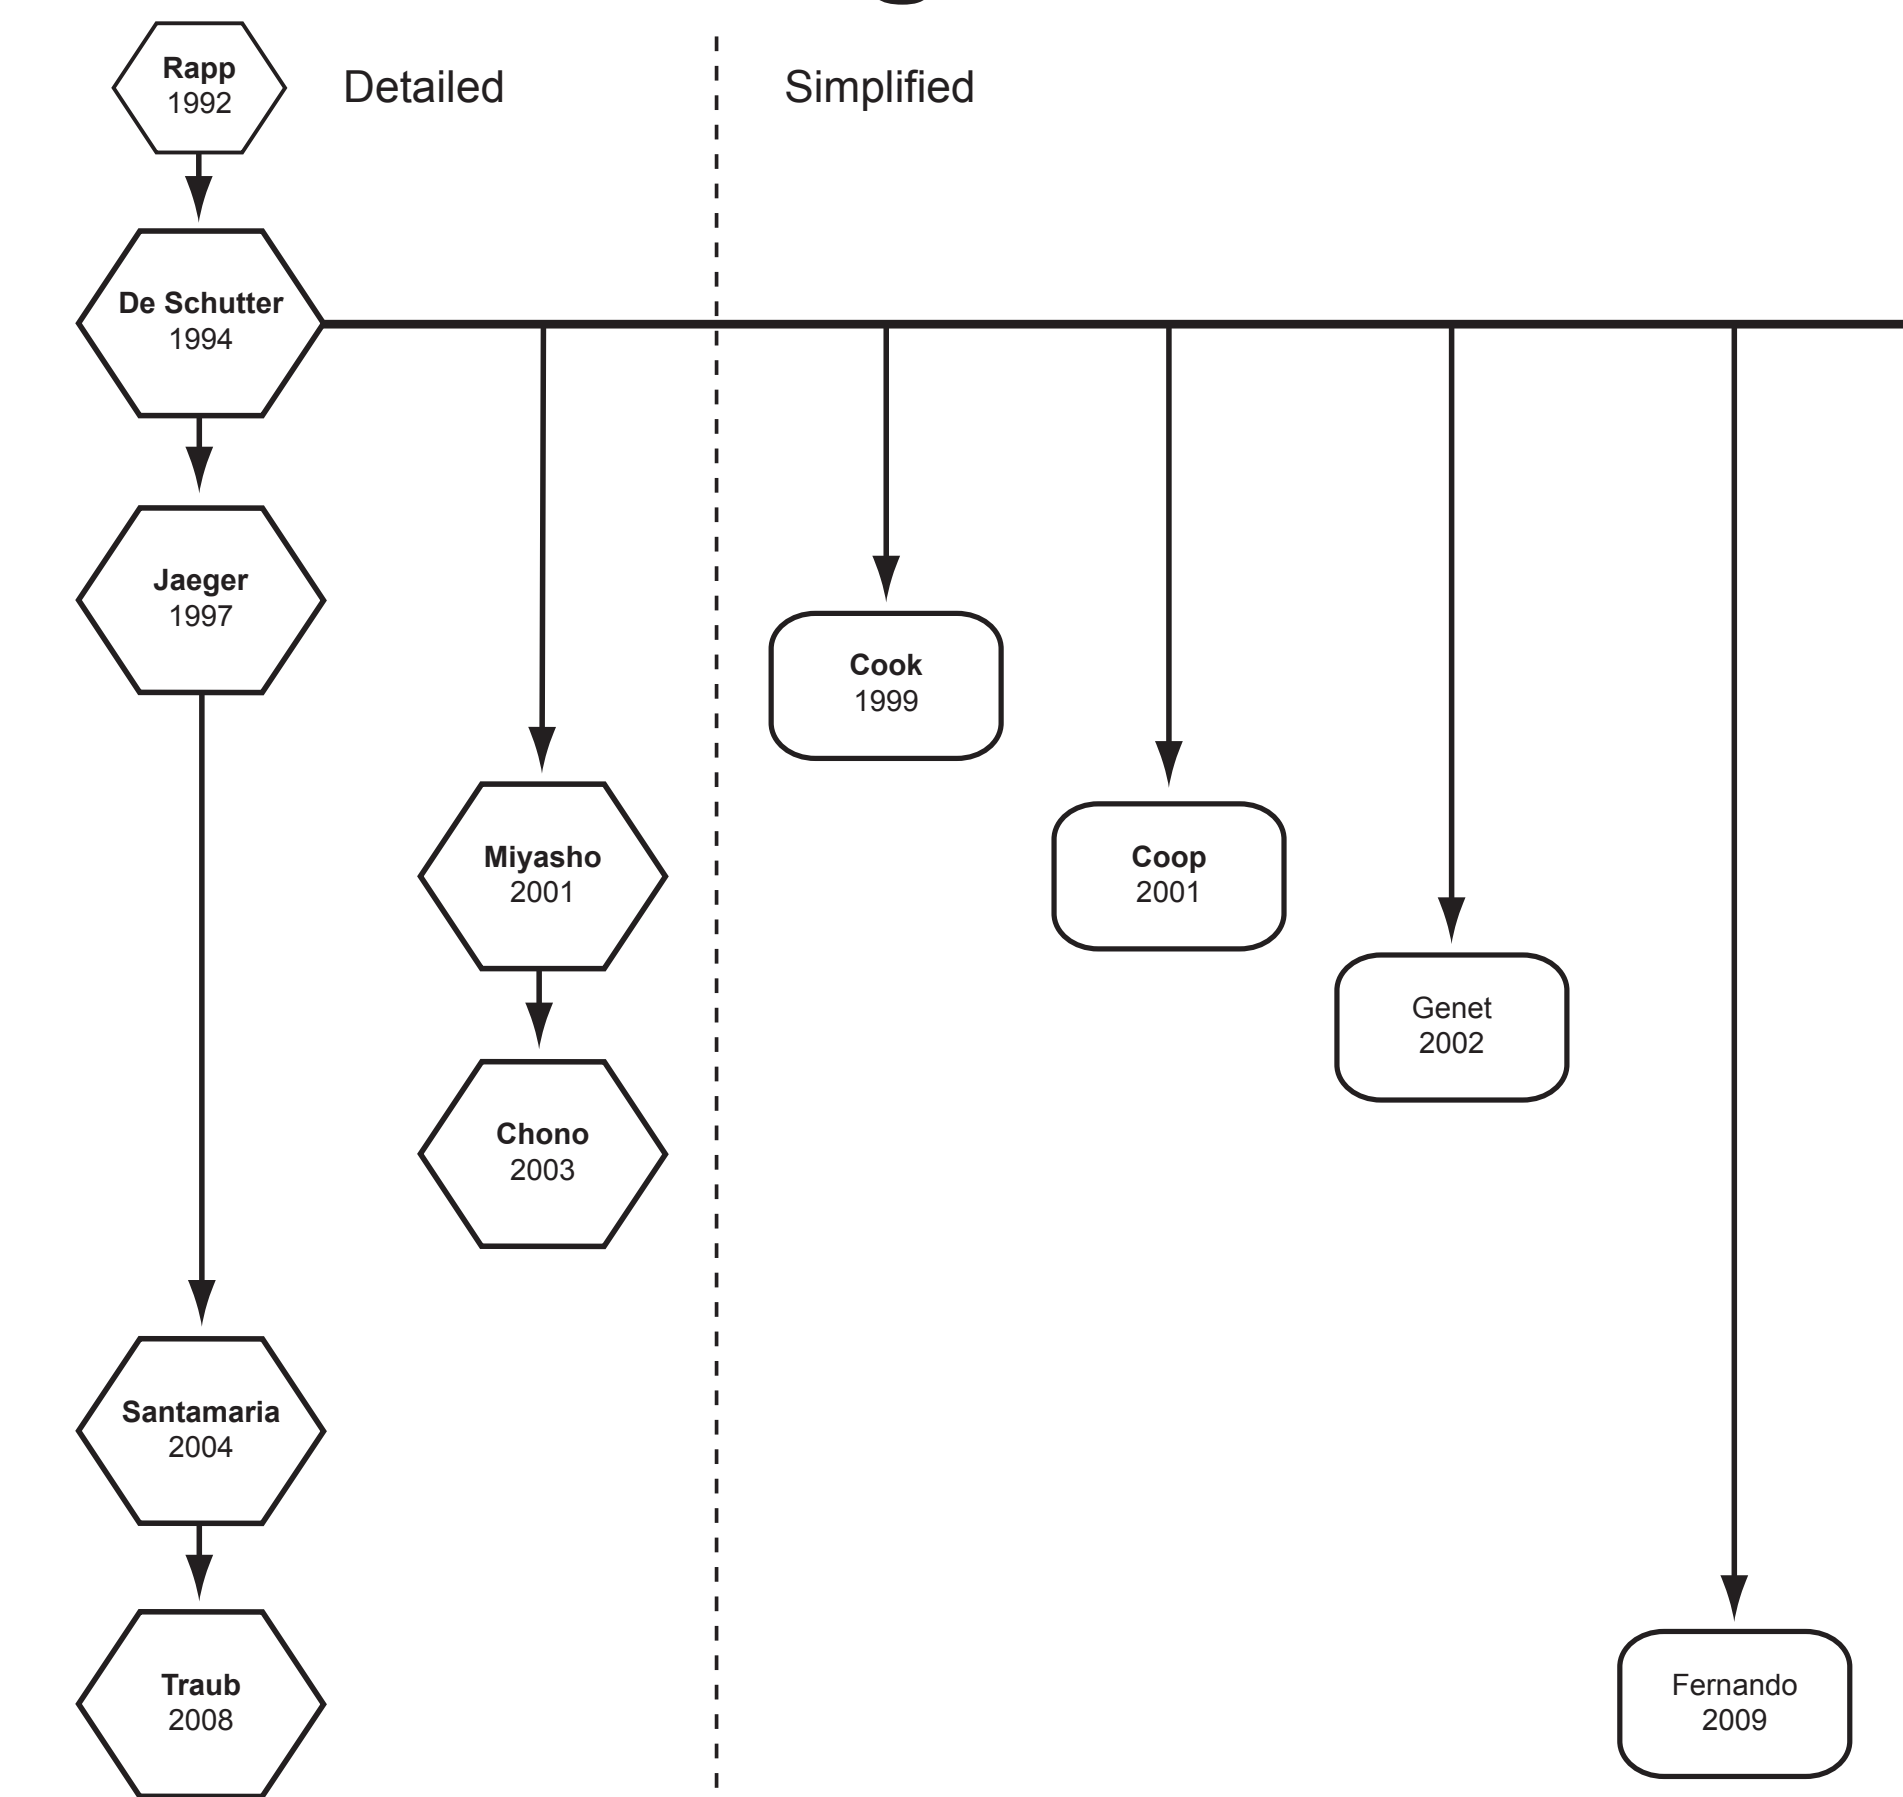 Rapp
1992
Detailed
Simplified
De Schutter
1994
Jaeger
1997
Cook
1999
Miyasho
2001
Coop
2001
Genet
2002
Chono
2003
Santamaria
2004
Traub
2008
Fernando
2009